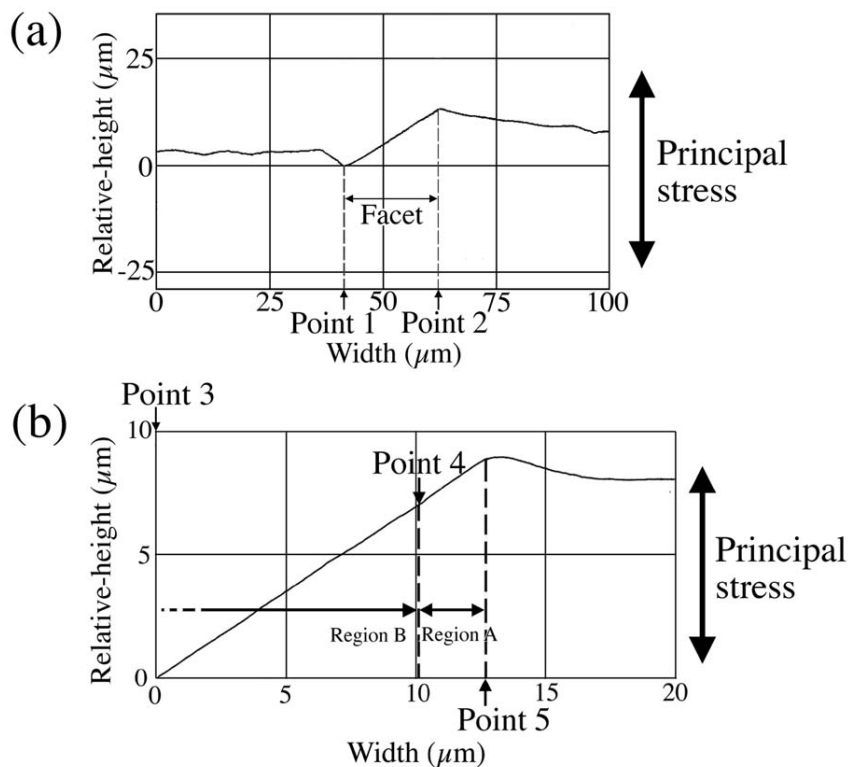 (a)
Relative-height (μm)
25
0
-25
Facet
Principal
stress
0 25 50 75 100
Point 1 Point 2
Width (μm)
Point 3
(b)
Relative-height (μm)
10
5
0
Point 4
Region B Region A
Principal
stress
0 5 10 15 20
Point 5
Width (μm)